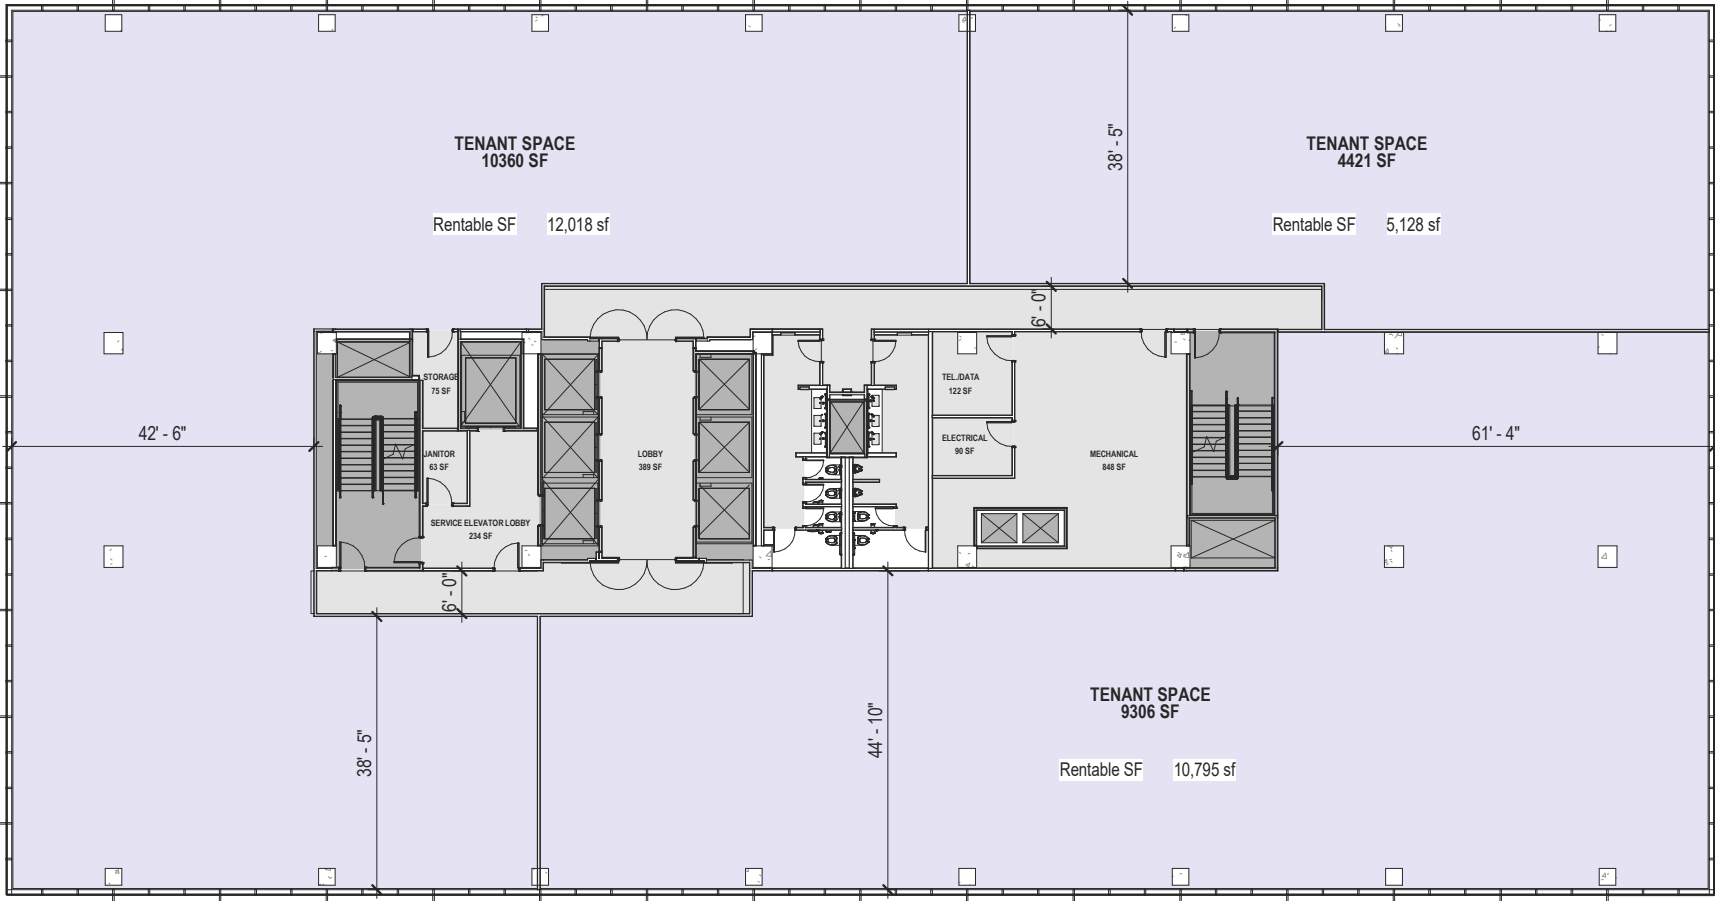 TENANT SPACE
10360 SF
Rentable SF 12,018 sf
38' - 5"
TENANT SPACE
4421 SF
Rentable SF 5,128 sf
6' - 0"
42' - 6"
STORAGE
75 SF
JANITOR
63 SF
SERVICE ELEVATOR LOBBY
234 SF
LOBBY
389 SF
TEL./DATA
122 SF
ELECTRICAL
90 SF
MECHANICAL
848 SF
61' - 4"
6' - 0"
38' - 5"
44' - 10"
TENANT SPACE
9306 SF
Rentable SF 10,795 sf